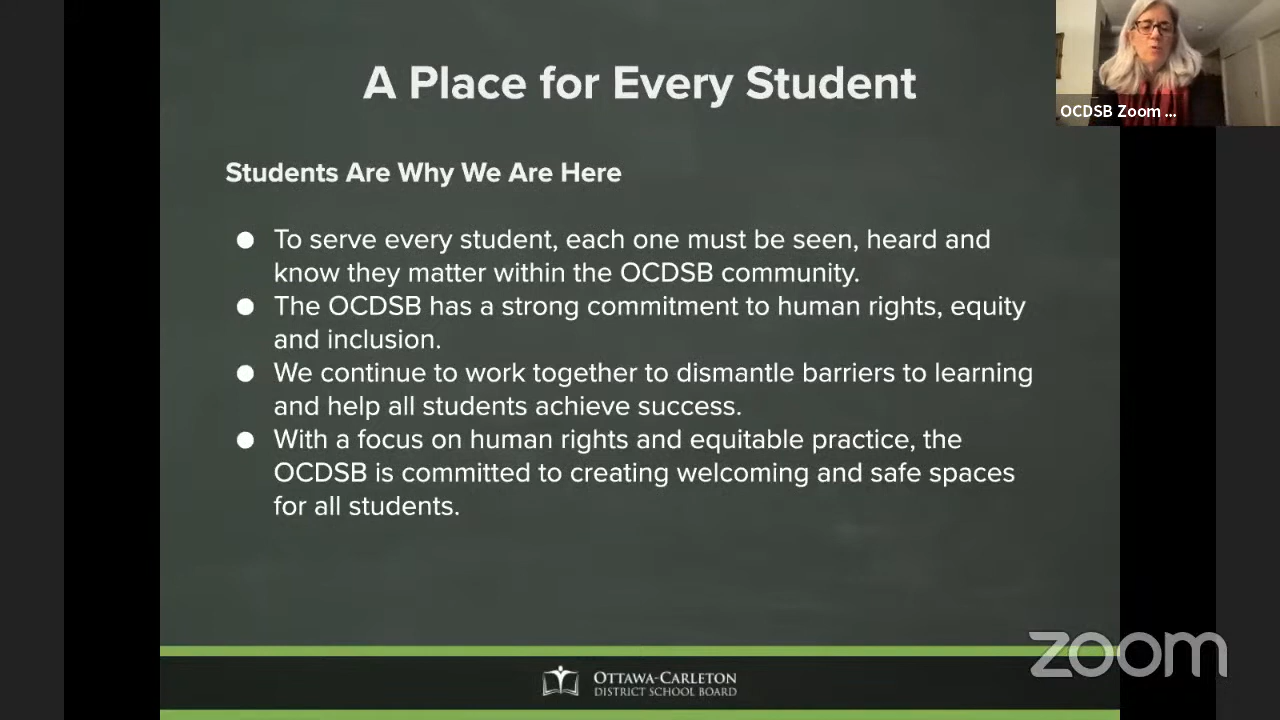 A Place for Every Student
OCDSB Zoom ...
Students Are Why We Are Here
● To serve every student, each one must be seen, heard and
know they matter within the OCDSB community.
● The OCDSB has a strong commitment to human rights, equity
and inclusion.
● We continue to work together to dismantle barriers to learning
and help all students achieve success.
● With a focus on human rights and equitable practice, the
OCDSB is committed to creating welcoming and safe spaces
for all students.
zoom
OTTAWA-CARLETON
DISTRICT SCHOOL BOARD